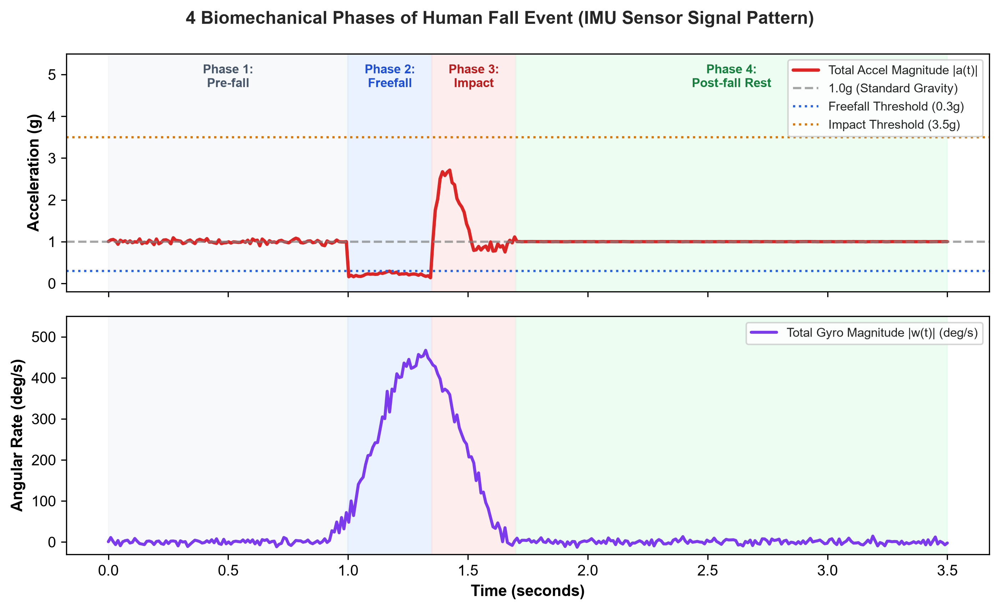 4 Biomechanical Phases of Human Fall Event (IMU Sensor Signal Pattern)
Phase 1:
Pre-fall
Phase 2:
Freefall
Phase 3:
Impact
Phase 4:
Post-fall Rest
Total Accel Magnitude |a(t)|
1.0g (Standard Gravity)
Freefall Threshold (0.3g)
Impact Threshold (3.5g)
Acceleration (g)
5
4
3
2
1
0
Total Gyro Magnitude |w(t)| (deg/s)
Angular Rate (deg/s)
500
400
300
200
100
0
0.0 0.5 1.0 1.5 2.0 2.5 3.0 3.5
Time (seconds)